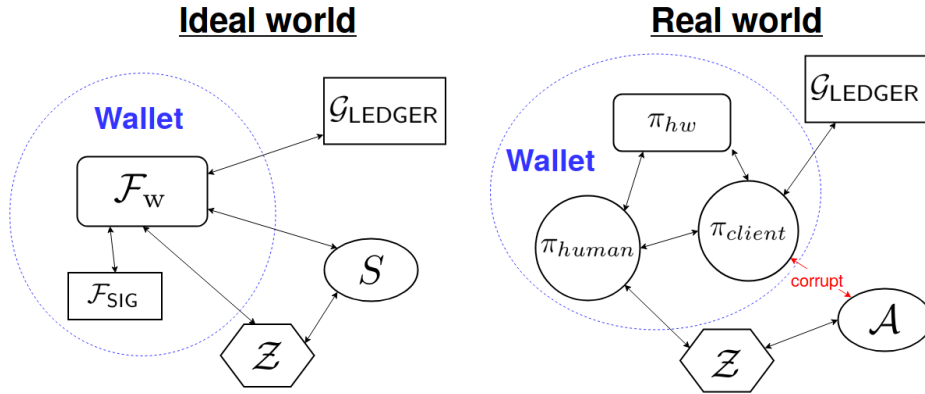 Ideal world
Wallet
𝒢LEDGER
ℱw
ℱSIG
S
𝒵
Real world
𝒢LEDGER
πhw
Wallet
πhuman
πclient
corrupt
𝒜
𝒵